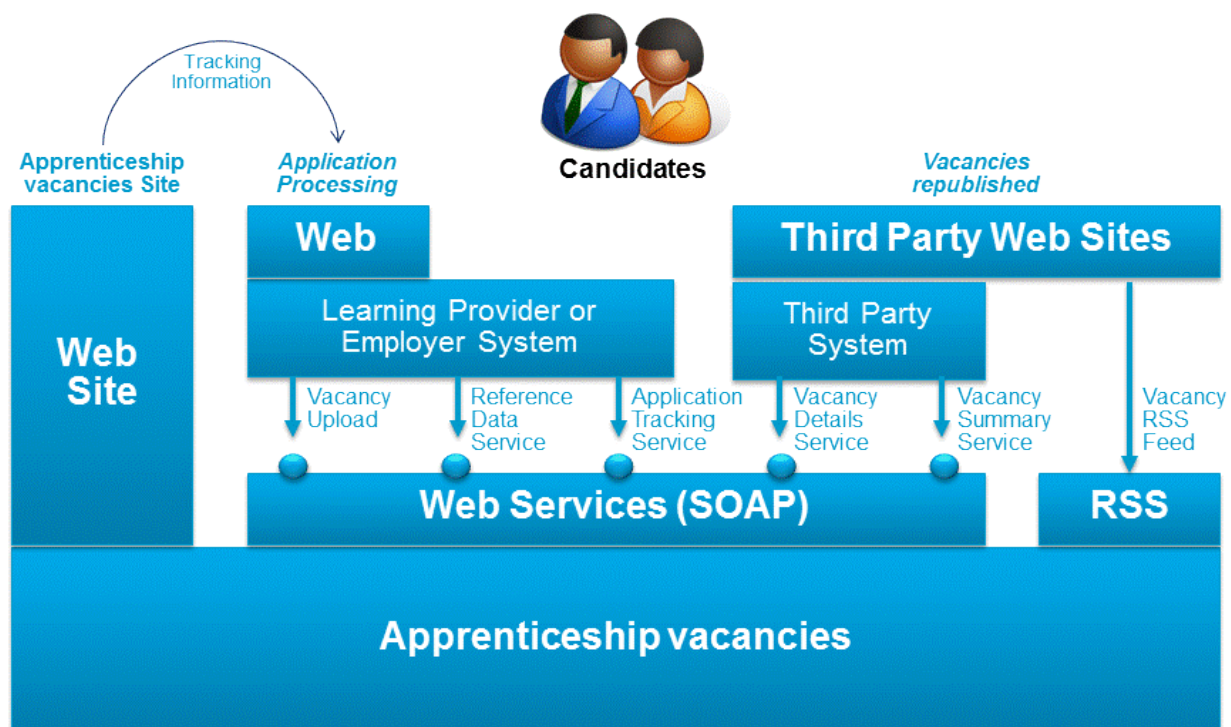 Tracking
Information
Candidates
Apprenticeship
vacancies Site
Application
Processing
Vacancies
republished
Web
Site
Web
Learning Provider or
Employer System
Third Party Web Sites
Third Party
System
Vacancy
Upload
Reference
Data
Service
Application
Tracking
Service
Vacancy
Details
Service
Vacancy
Summary
Service
Vacancy
RSS
Feed
Web Services (SOAP)
RSS
Apprenticeship vacancies